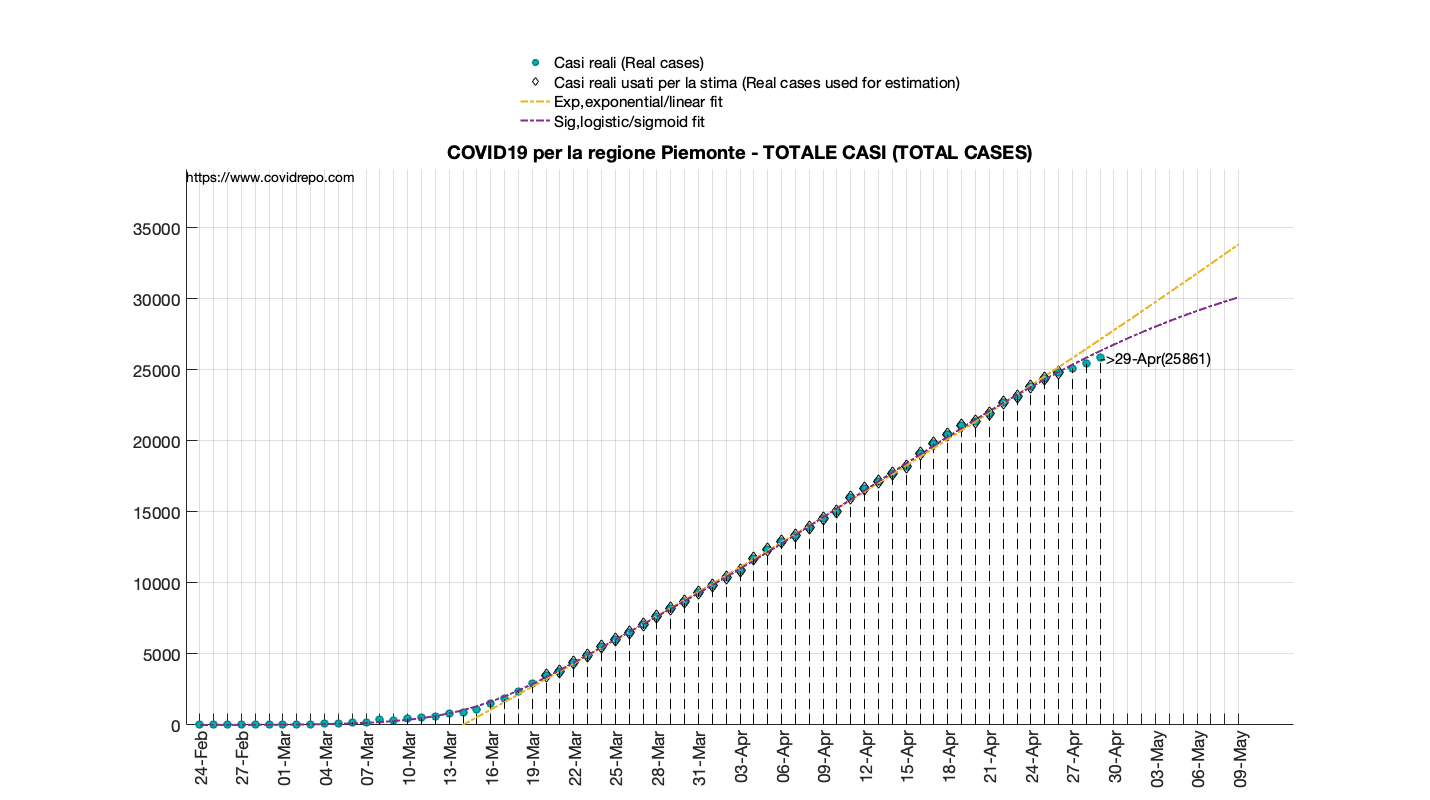 Casi reali (Real cases)
Casi reali usati per la stima (Real cases used for estimation)
Exp,exponential/linear fit
Sig,logistic/sigmoid fit
COVID19 per la regione Piemonte - TOTALE CASI (TOTAL CASES)
https://www.covidrepo.com
35000
30000
25000
20000
15000
10000
5000
0
->29-Apr(25861)
24-Feb
27-Feb
01-Mar
04-Mar
07-Mar
10-Mar
13-Mar
16-Mar
19-Mar
22-Mar
25-Mar
28-Mar
31-Mar
03-Apr
06-Apr
09-Apr
12-Apr
15-Apr
18-Apr
21-Apr
24-Apr
27-Apr
30-Apr
03-May
06-May
09-May